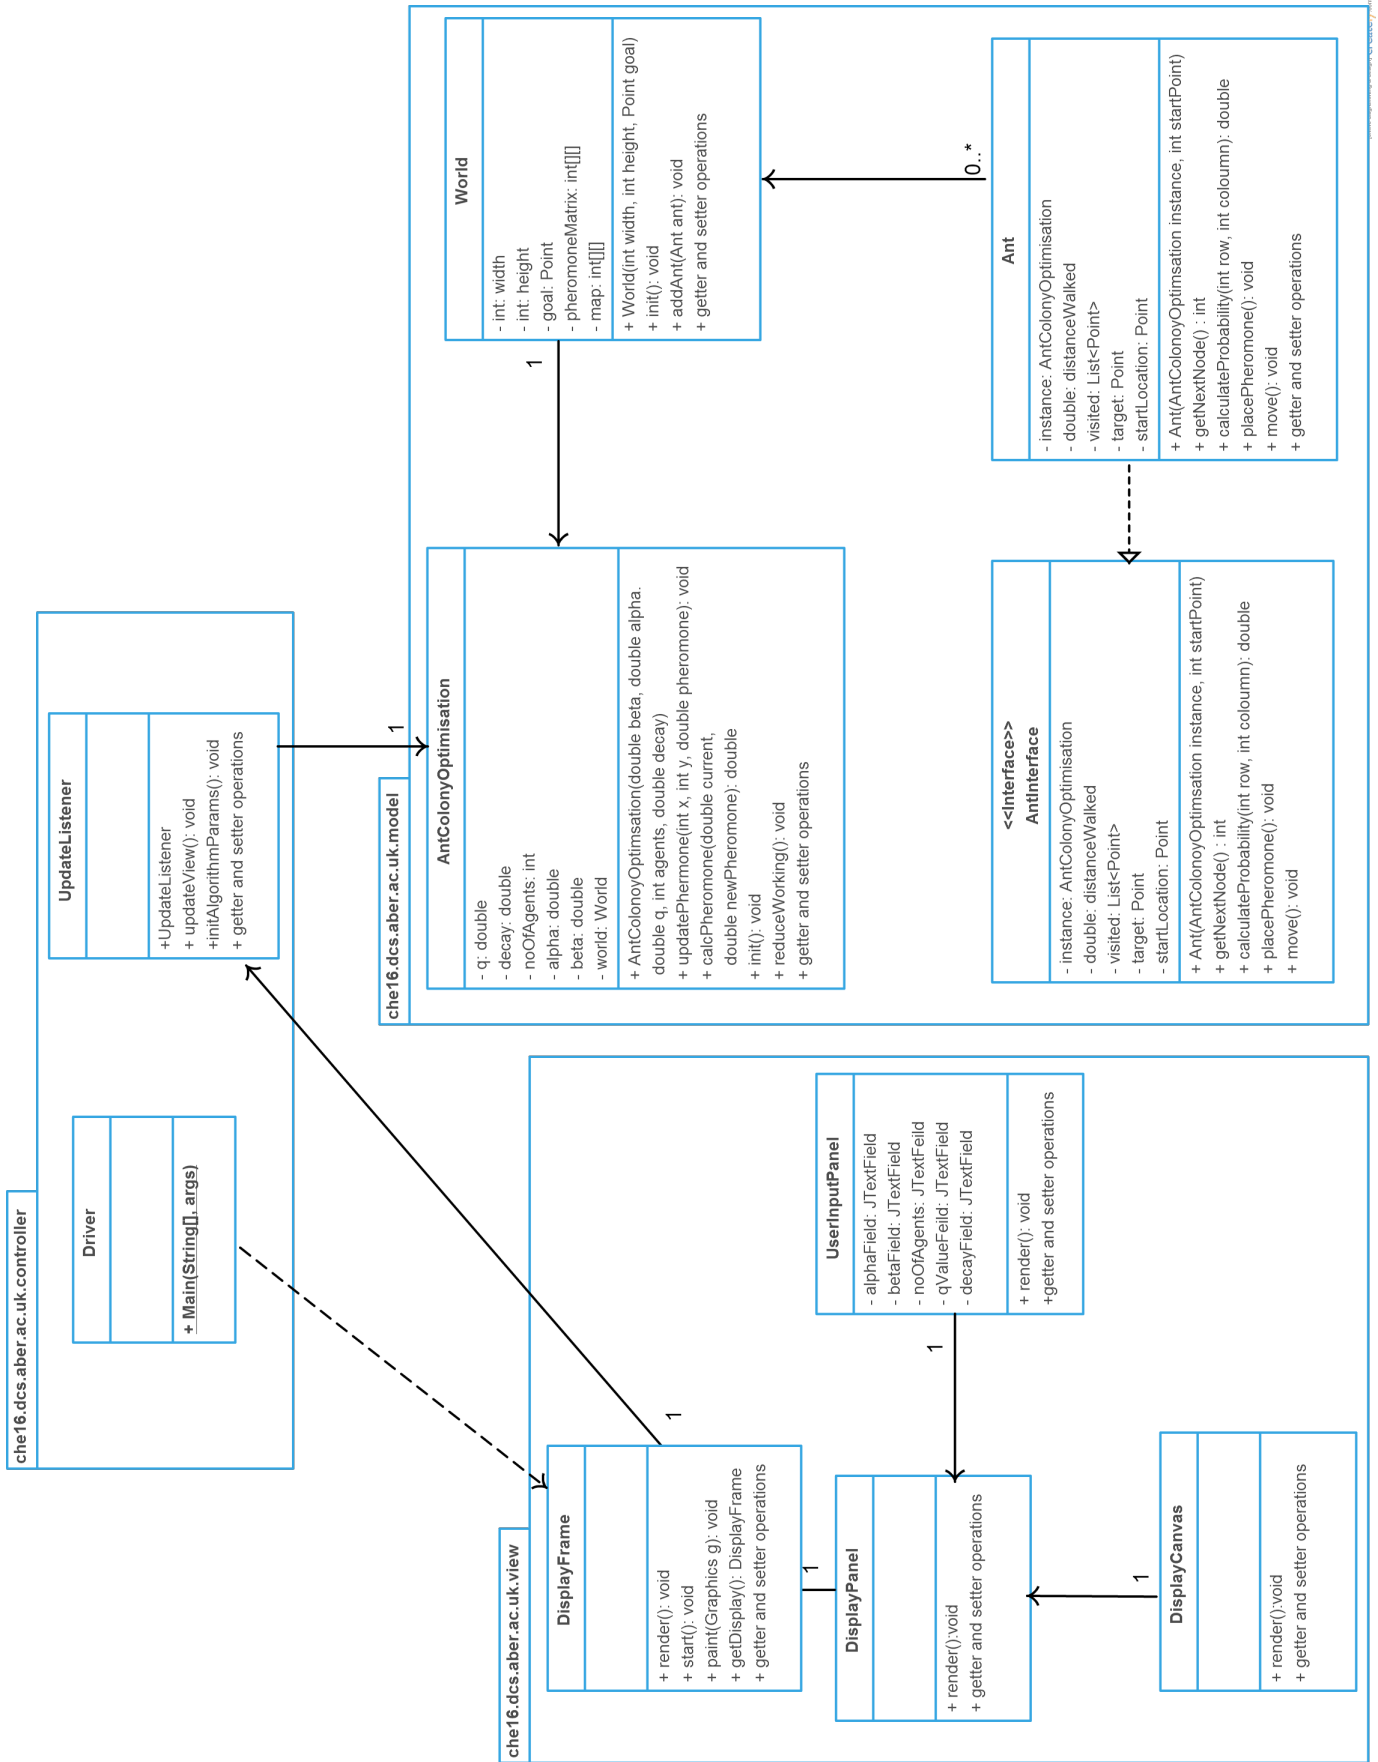 che16.dcs.aber.ac.uk.controller
Driver
+ Main(String[], args)
UpdateListener
+UpdateListener
+ updateView(): void
+initAlgorithmParams(): void
+ getter and setter operations
1
1
che16.dcs.aber.ac.uk.view
DisplayFrame
+ render(): void
+ start(): void
+ paint(Graphics g): void
+ getDisplay(): DisplayFrame
+ getter and setter operations
1
DisplayPanel
+ render():void
+ getter and setter operations
1
UserInputPanel
- alphaField: JTextField
- betaField: JTextField
- noOfAgents: JTextFeild
- qValueFeild: JTextField
- decayField: JTextField
+ render(): void
+getter and setter operations
1
DisplayCanvas
+ render():void
+ getter and setter operations
che16.dcs.aber.ac.uk.model
AntColonyOptimisation
- q: double
- decay: double
- noOfAgents: int
- alpha: double
- beta: double
- world: World
+ AntColonoyOptimsation(double beta, double alpha.
double q, int agents, double decay)
+ updatePhermone(int x, int y, double pheromone): void
+ calcPheromone(double current,
double newPheromone): double
+ init(): void
+ reduceWorking(): void
+ getter and setter operations
1
World
- int: width
- int: height
- goal: Point
- pheromoneMatrix: int[][]
- map: int[][]
+ World(int width, int height, Point goal)
+ init(): void
+ addAnt(Ant ant): void
+ getter and setter operations
0..*
<<Interface>>
AntInterface
- instance: AntColonyOptimisation
- double: distanceWalked
- visited: List<Point>
- target: Point
- startLocation: Point
+ Ant(AntColonoyOptimsation instance, int startPoint)
+ getNextNode() : int
+ calculateProbability(int row, int coloumn): double
+ placePheromone(): void
+ move(): void
Ant
- instance: AntColonyOptimisation
- double: distanceWalked
- visited: List<Point>
- target: Point
- startLocation: Point
+ Ant(AntColonoyOptimsation instance, int startPoint)
+ getNextNode() : int
+ calculateProbability(int row, int coloumn): double
+ placePheromone(): void
+ move(): void
+ getter and setter operations